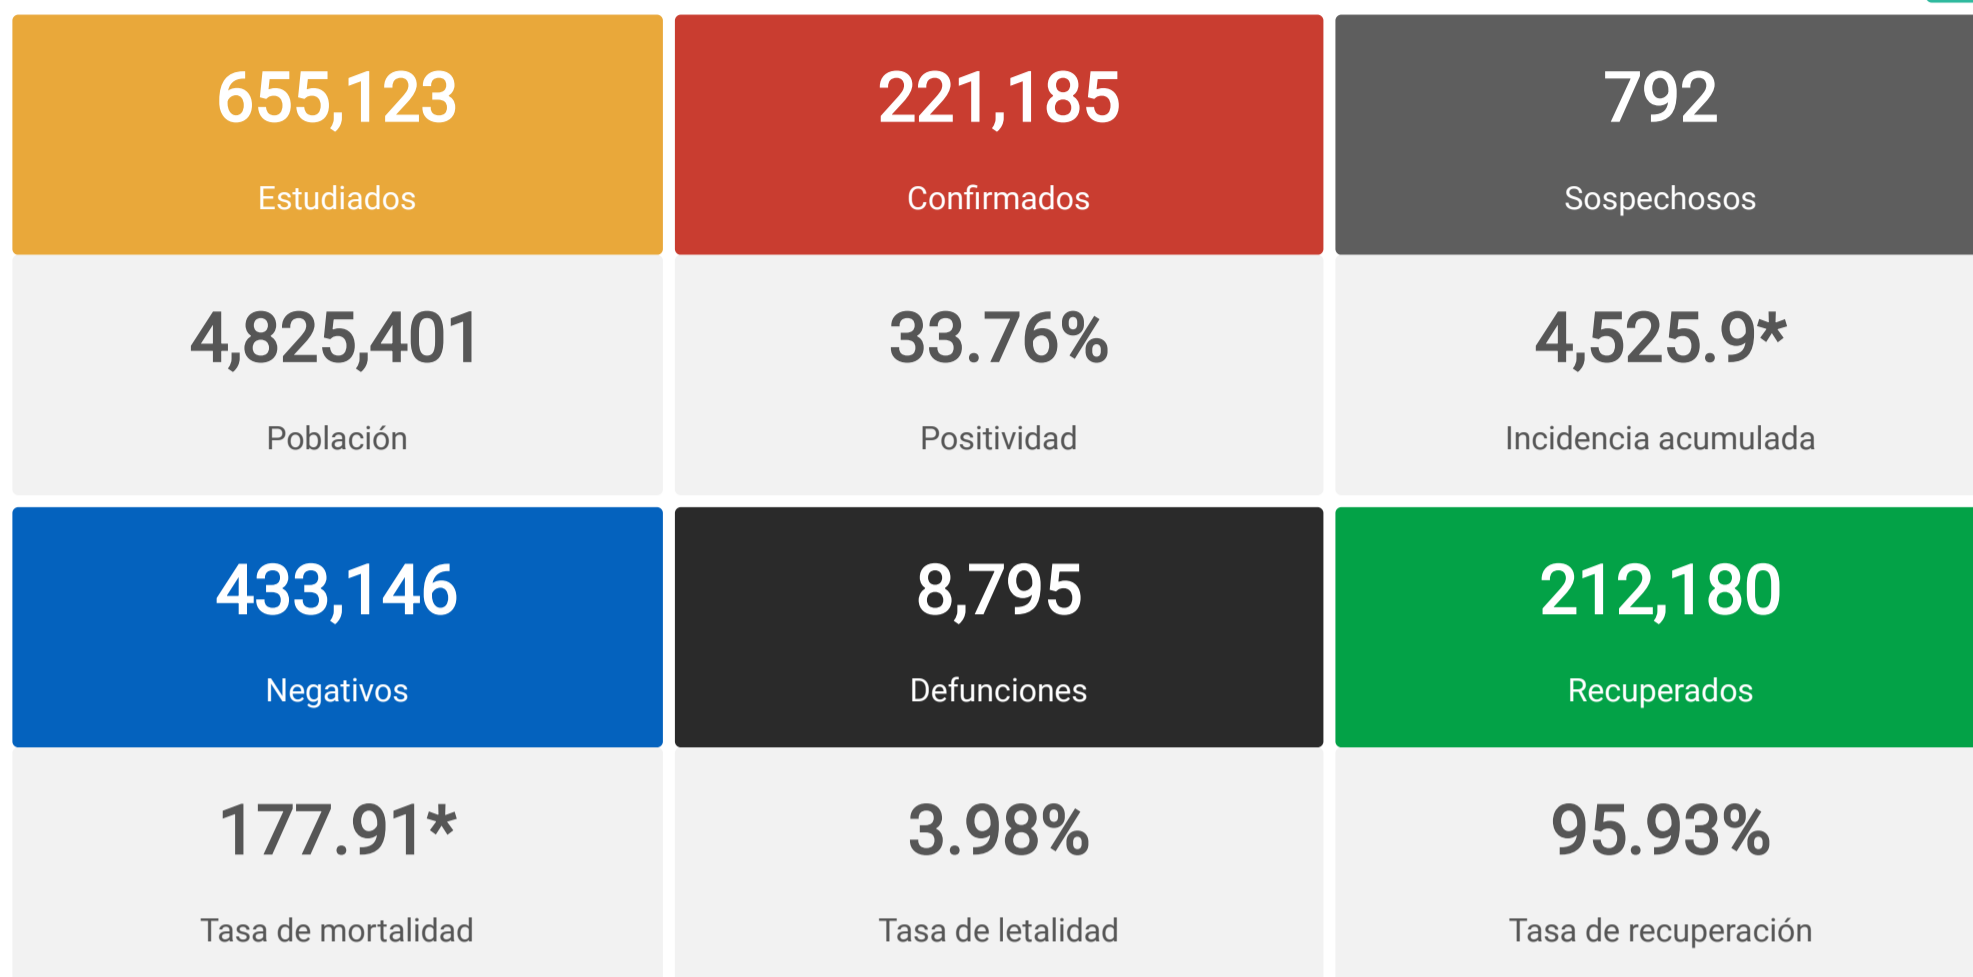 655,123
Estudiados
4,825,401
Población
221,185
Confirmados
33.76%
Positividad
792
Sospechosos
4,525.9*
Incidencia acumulada
433,146
Negativos
177.91*
Tasa de mortalidad
8,795
Defunciones
3.98%
Tasa de letalidad
212,180
Recuperados
95.93%
Tasa de recuperación